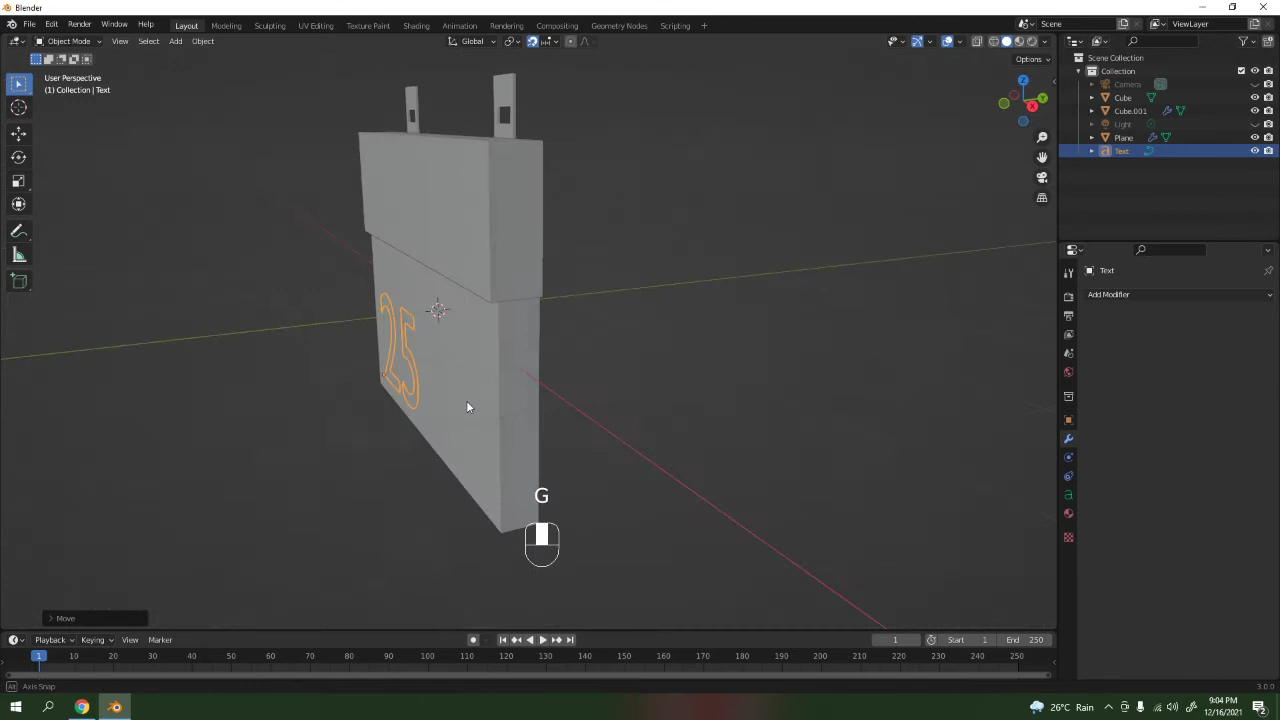 Blender
File Edit Render Window Help Layout Modeling Sculpting UV Editing Texture Paint Shading Animation Rendering Compositing Geometry Nodes Scripting + Scene ViewLayer
Object Mode View Select Add Object Global
Options
User Perspective
(1) Collection | Text
Z
Y
X
Scene Collection
Collection
Camera
Cube
Cube.001
Light
Plane
Text
Text
Add Modifier
25
G
Move
Playback Keying View Marker 1 Start 1 End 250
1 10 20 30 40 50 60 70 80 90 100 110 120 130 140 150 160 170 180 190 200 210 220 230 240 250
Alt Axis Snap 3.0.0
26°C Rain 9:04 PM
12/16/2021
2